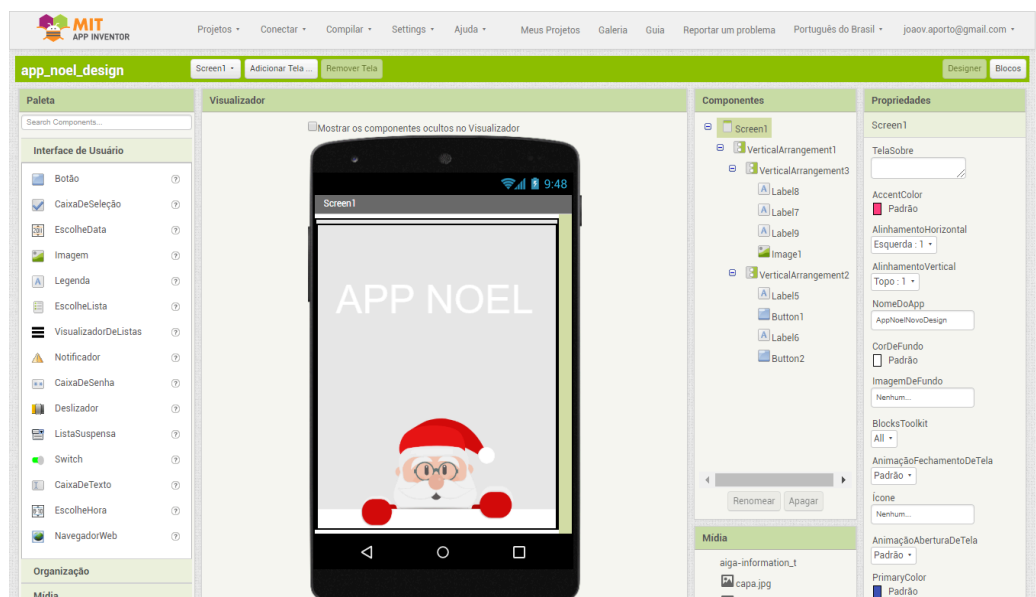 MIT
APP INVENTOR
Projetos Conectar Compilar Settings Ajuda Meus Projetos Galeria Guia Reportar um problema Português do Brasil joaov.aporto@gmail.com
app_noel_design Screen1 Adicionar Tela ... Remover Tela Designer Blocos
Paleta
Search Components...
Interface de Usuário
Botão
CaixaDeSeleção
EscolheData
Imagem
Legenda
EscolheLista
VisualizadorDeListas
Notificador
CaixaDeSenha
Deslizador
ListaSuspensa
Switch
CaixaDeTexto
EscolheHora
NavegadorWeb
Organização
Mídia
Visualizador
Mostrar os componentes ocultos no Visualizador
9:48
Screen1
APP NOEL
Componentes
Screen1
VerticalArrangement1
VerticalArrangement3
Label8
Label7
Label9
Image1
VerticalArrangement2
Label5
Button1
Label6
Button2
Renomear Apagar
Mídia
aiga-information_t
capa.jpg
Propriedades
Screen1
TelaSobre
AccentColor
Padrão
AlinhamentoHorizontal
Esquerda : 1
AlinhamentoVertical
Topo : 1
NomeDoApp
AppNoelNovoDesign
CorDeFundo
Padrão
ImagemDeFundo
Nenhum...
BlocksToolkit
All
AnimaçãoFechamentoDeTela
Padrão
Ícone
Nenhum...
AnimaçãoAberturaDeTela
Padrão
PrimaryColor
Padrão